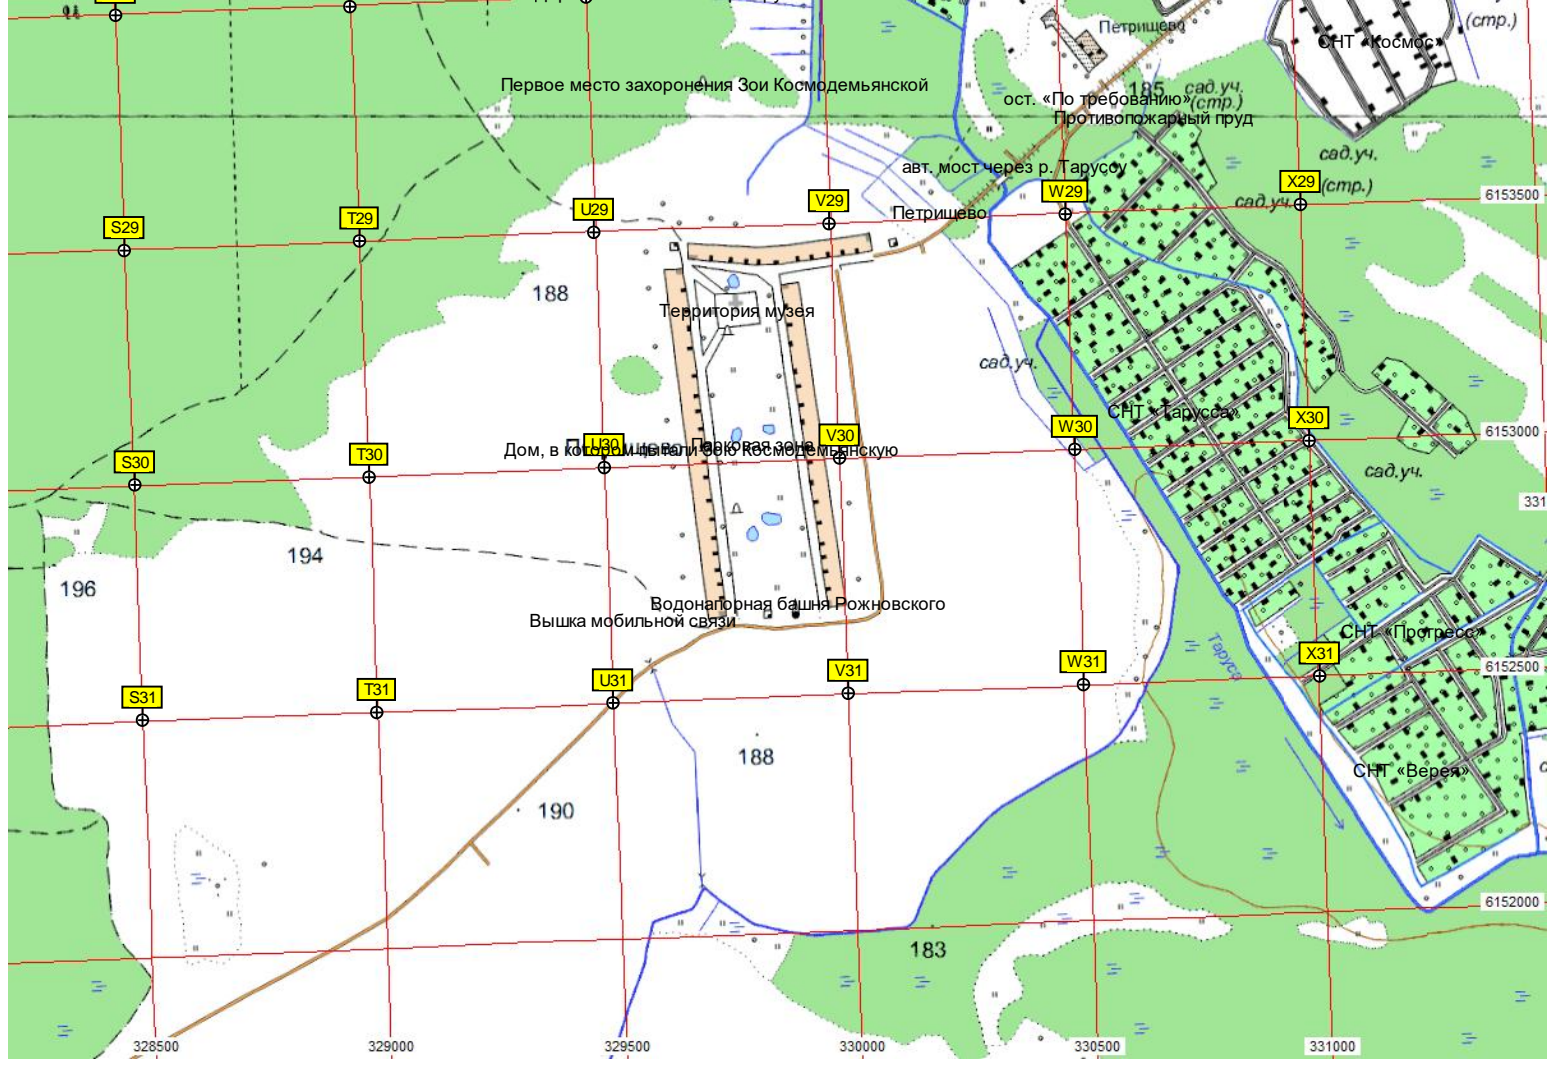 Петрищево
(стр.)
СНТ «Космос»
Первое место захоронения Зои Космодемьянской
185
сад.уч.
(стр.)
ост. «По требованию»
Противопожарный пруд
сад.уч.
(стр.)
авт. мост через р. Таруссу
X29
W29
6153500
V29
U29
T29
S29
сад.уч.
Петрищево
188
Территория музея
сад.уч.
СНТ «Тарусса»
X30
W30
V30
6153000
U30
Парковая зона
Дом, в котором пытали Зою Космодемьянскую
T30
S30
сад.уч.
331
194
196
Водонапорная башня Рожновского
Вышка мобильной связи
СНТ «Прогресс»
Таруса
X31
W31
V31
6152500
U31
T31
S31
188
СНТ «Верея»
190
6152000
183
328500
329000
329500
330000
330500
331000